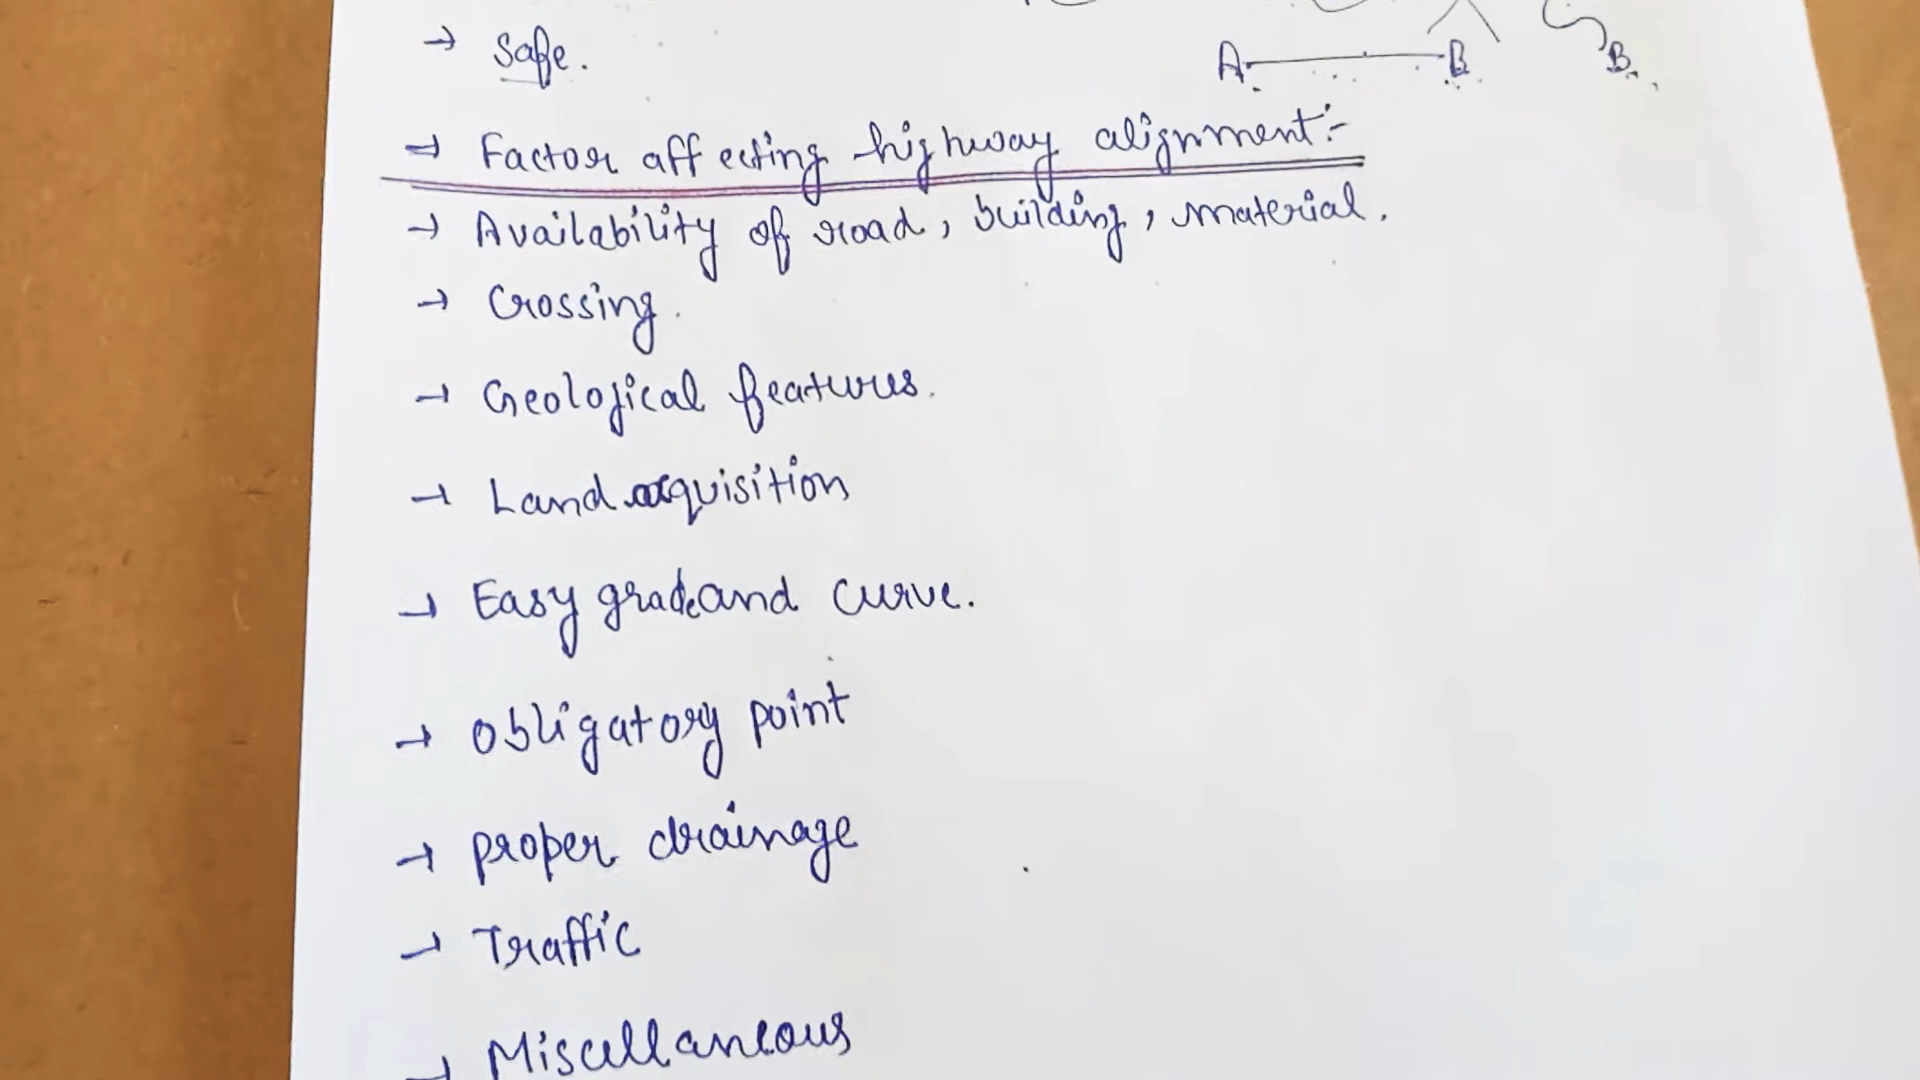 → Safe.
A B
B.
→ Factor affecting highway alignment:-
→ Availability of road, building, material.
→ Crossing.
→ Geological features.
→ Land acquisition
→ Easy grade and curve.
→ Obligatory point
→ proper drainage
→ Traffic
→ Miscellaneous